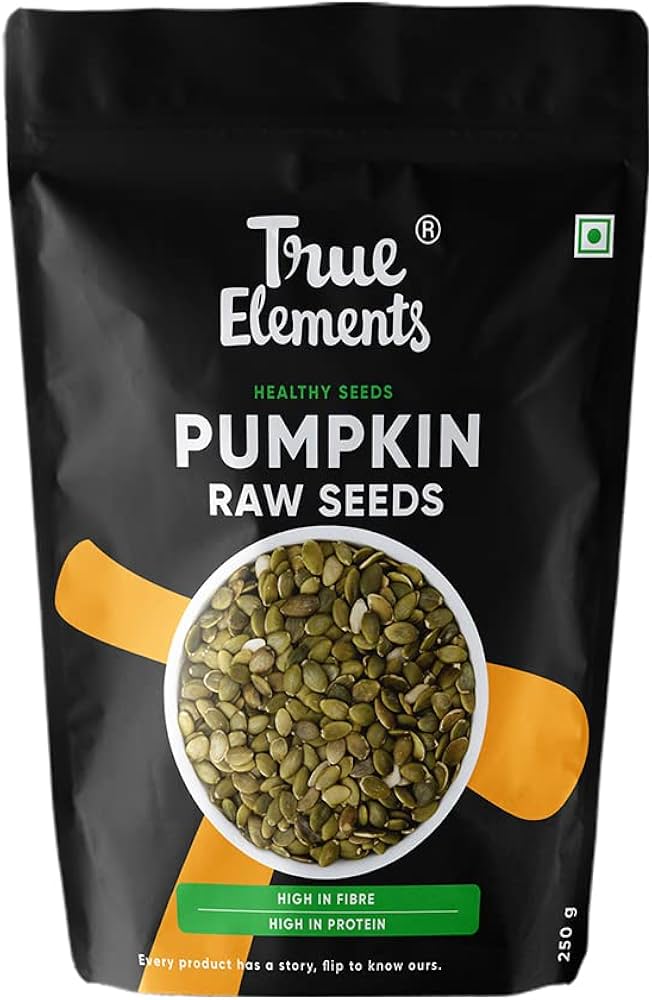 True ®
Elements
HEALTHY SEEDS
PUMPKIN
RAW SEEDS
HIGH IN FIBRE
HIGH IN PROTEIN
Every product has a story, flip to know ours.
250 g